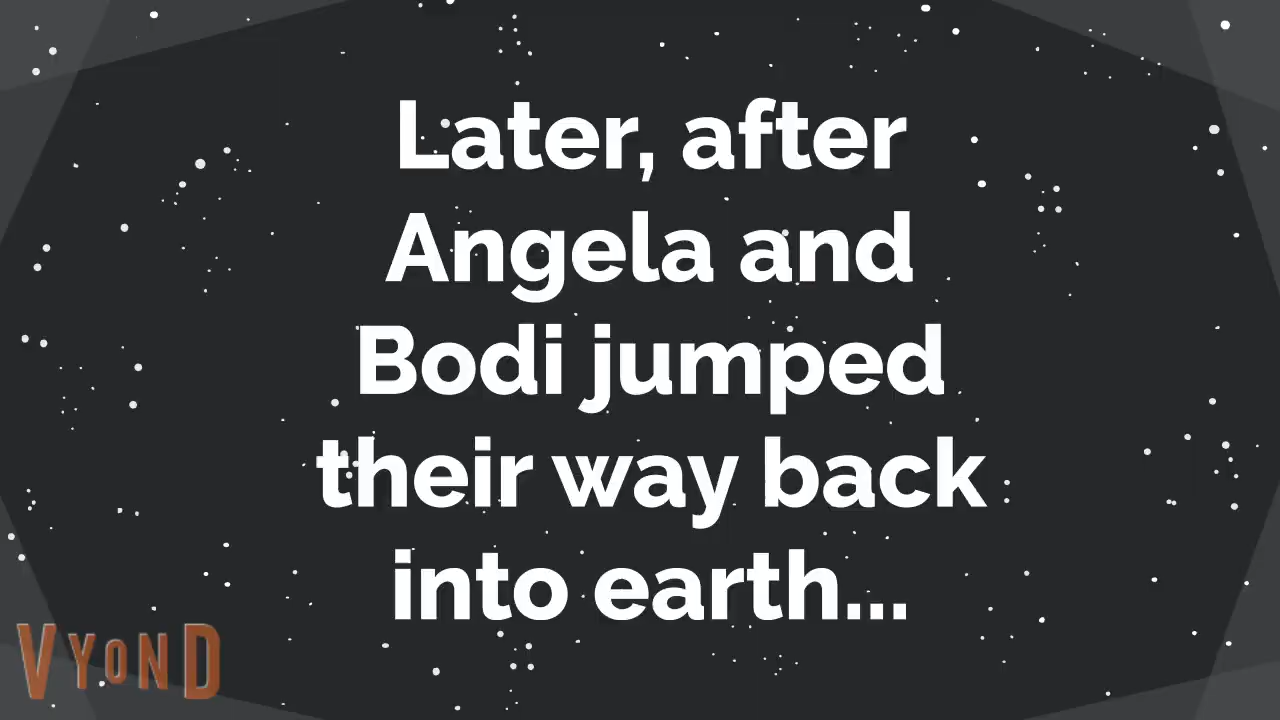 Later, after
Angela and
Bodi jumped
their way back
into earth...
VYOND